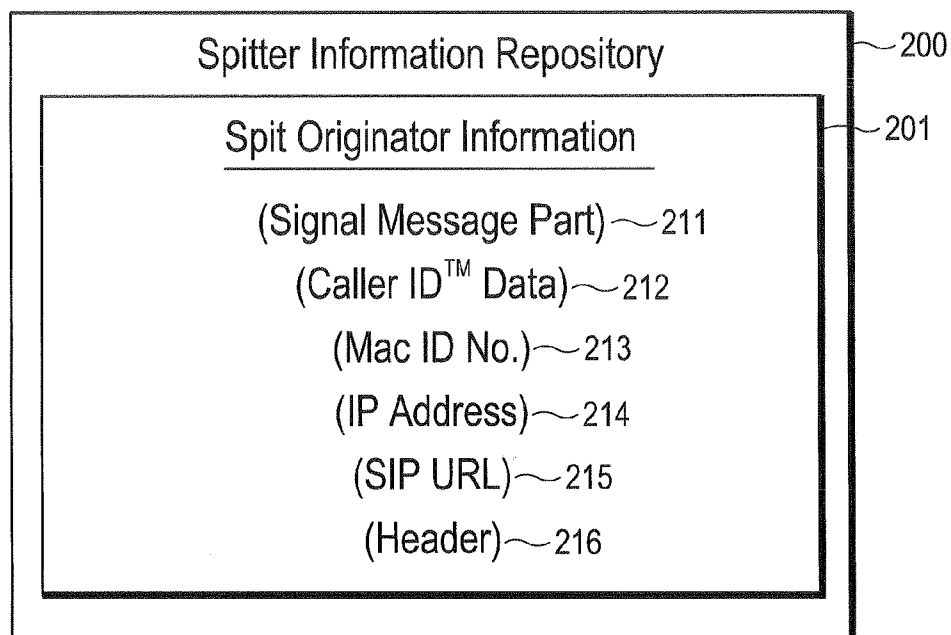 Spitter Information Repository
200
Spit Originator Information
201
(Signal Message Part) 211
(Caller ID™ Data) 212
(Mac ID No.) 213
(IP Address) 214
(SIP URL) 215
(Header) 216